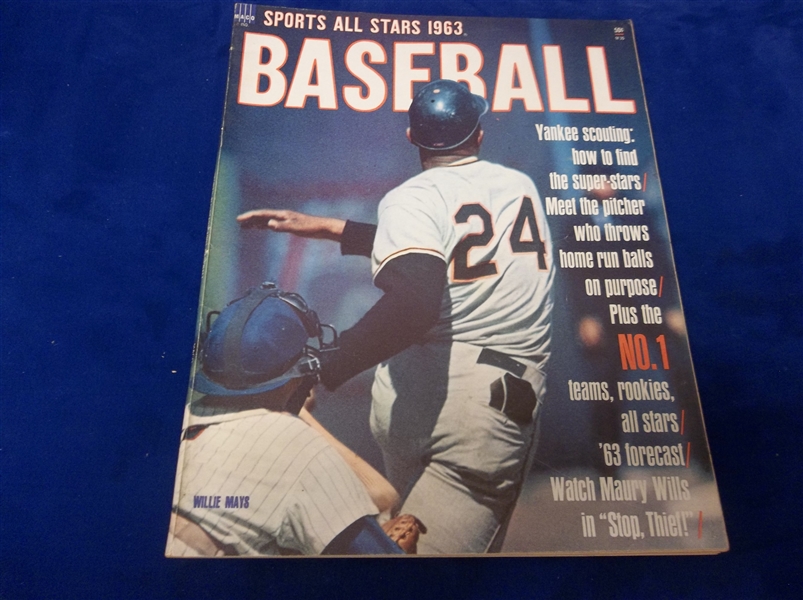 MACO
SPORTS ALL STARS 1963
50¢
BASEBALL
Yankee scouting:
how to find
the super-stars/
Meet the pitcher
who throws
home run balls
on purpose/
Plus the
NO.1
teams, rookies,
all stars/
'63 forecast/
Watch Maury Wills
in "Stop, Thief!"/
24
WILLIE MAYS